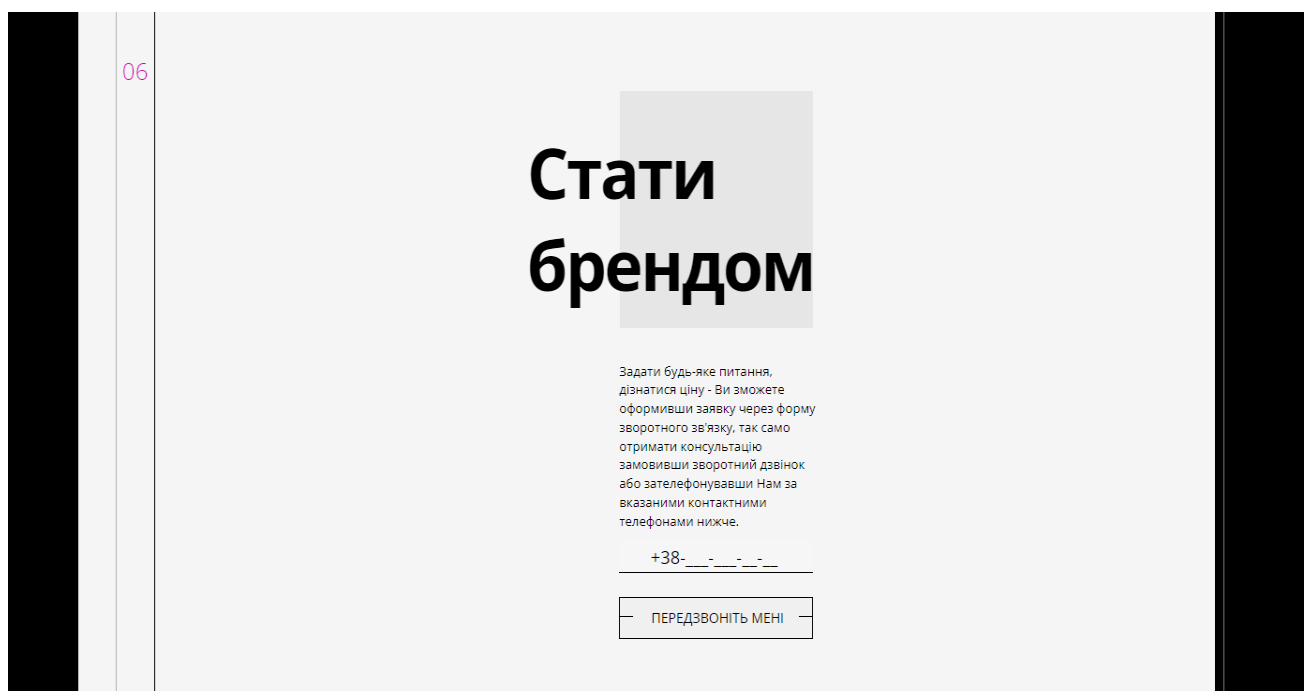 06
Стати
брендом
Задати будь-яке питання,
дізнатися ціну - Ви зможете
оформивши заявку через форму
зворотного зв'язку, так само
отримати консультацію
замовивши зворотний дзвінок
або зателефонувавши Нам за
вказаними контактними
телефонами нижче.
+38-___-___-__-__
ПЕРЕДЗВОНІТЬ МЕНІ